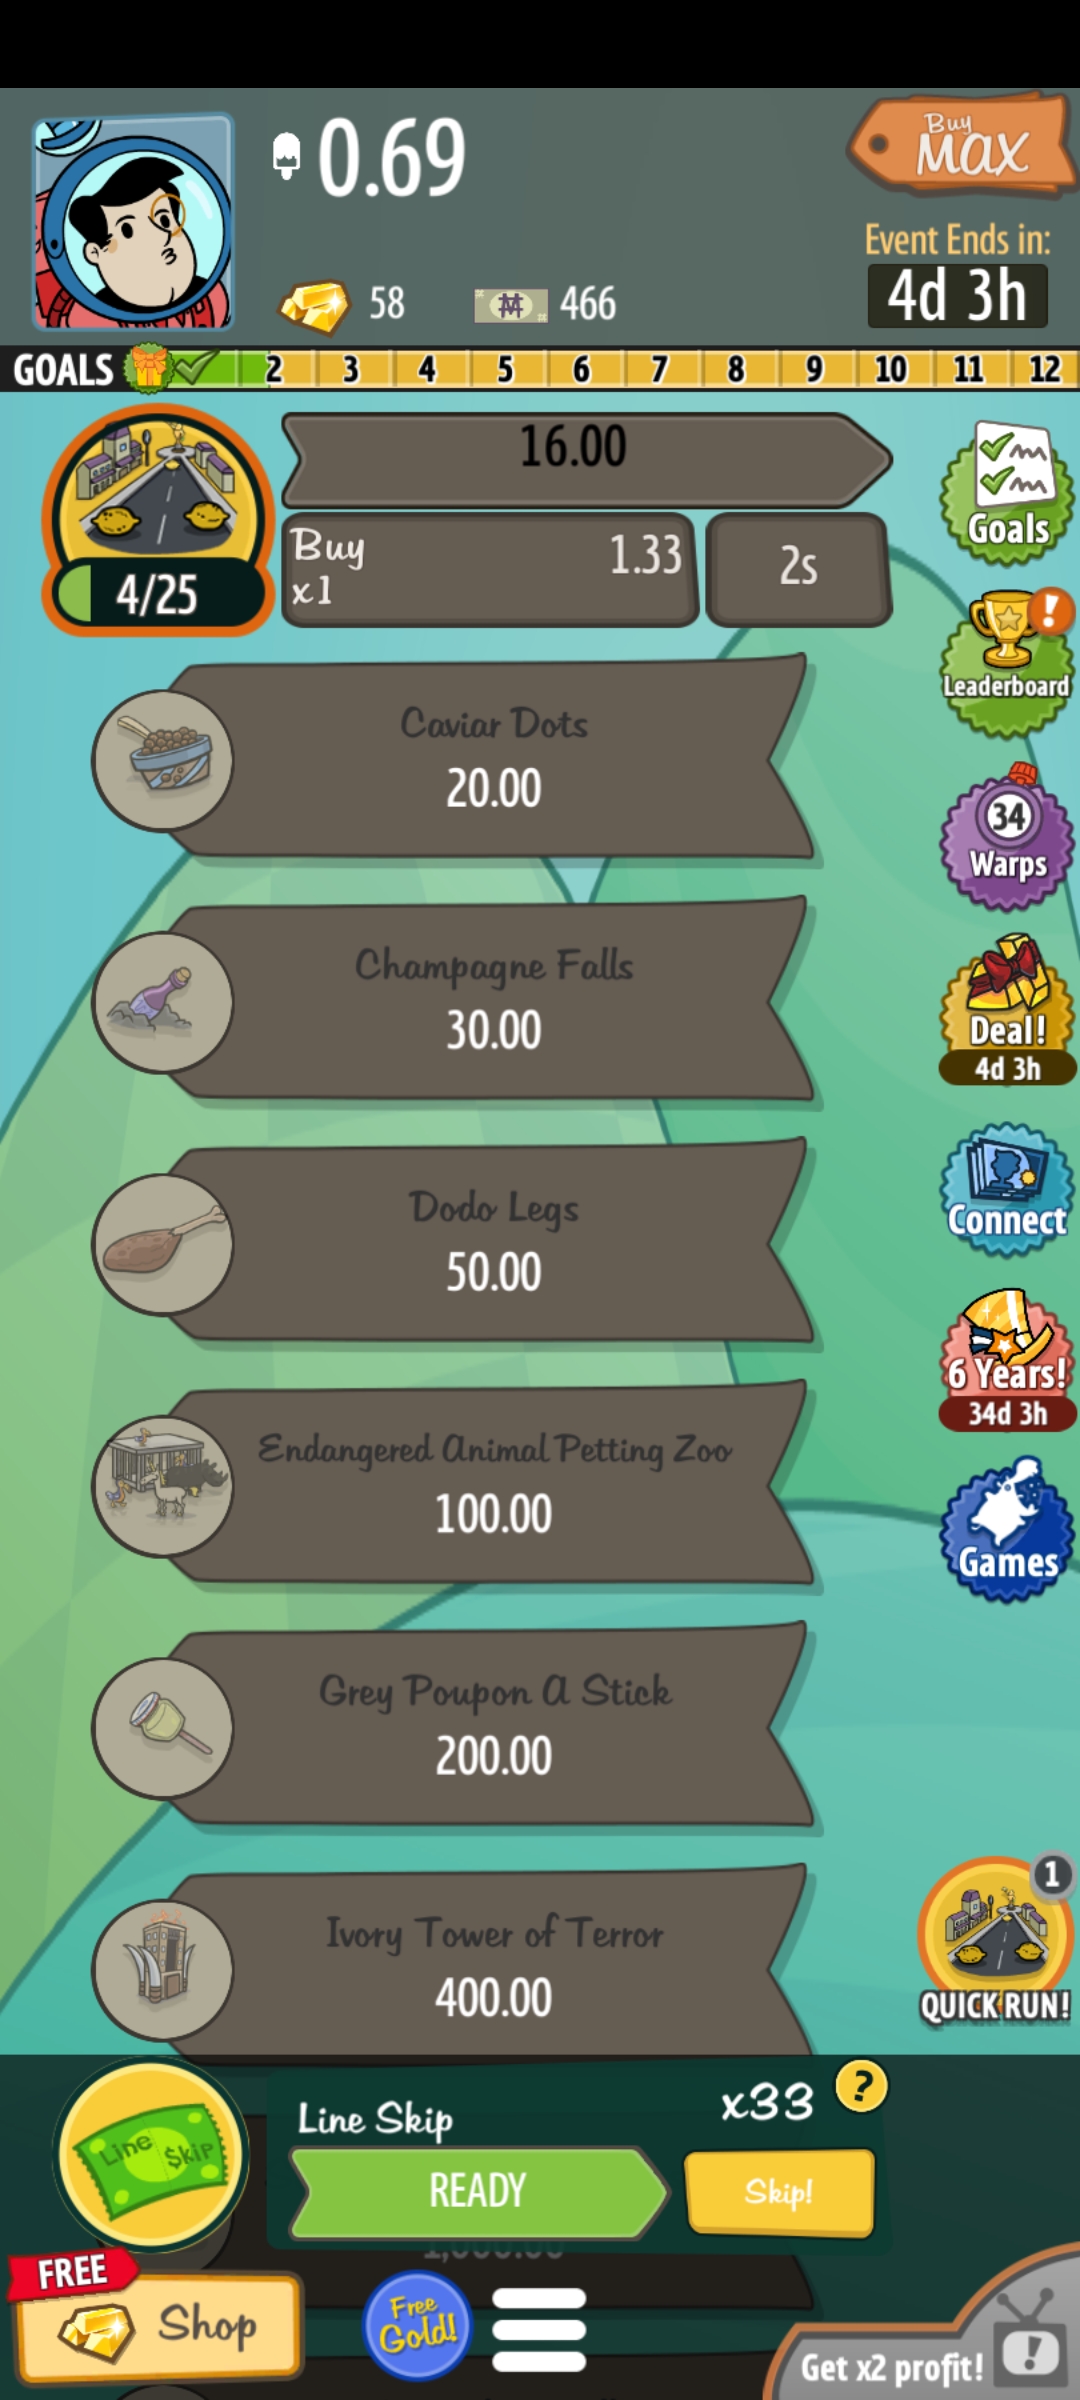 0.69
Buy
MAX
Event Ends in:
4d 3h
58
466
GOALS 2 3 4 5 6 7 8 9 10 11 12
16.00
Buy
x1
1.33
2s
4/25
Goals
!
Leaderboard
Caviar Dots
20.00
34
Warps
Champagne Falls
30.00
Deal!
4d 3h
Dodo Legs
50.00
Connect
6 Years!
34d 3h
Endangered Animal Petting Zoo
100.00
Games
Grey Poupon A Stick
200.00
Ivory Tower of Terror
400.00
1
QUICK RUN!
Line Skip
x33
?
Line $kip
READY
Skip!
1,000.00
FREE
Shop
Free
Gold!
Get x2 profit!
!